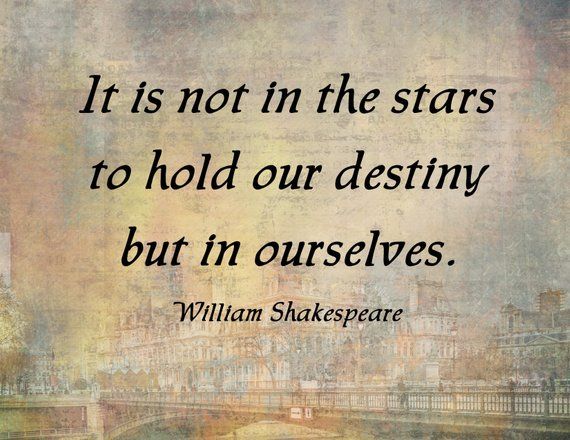 It is not in the stars
to hold our destiny
but in ourselves.
William Shakespeare